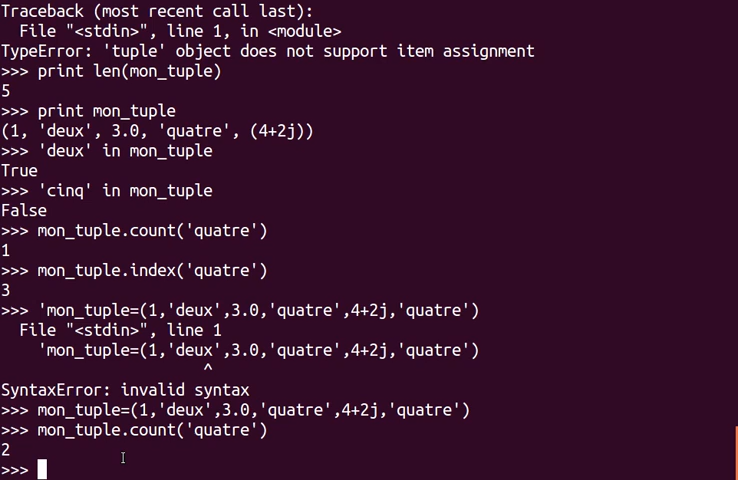 Traceback (most recent call last):
  File "<stdin>", line 1, in <module>
TypeError: 'tuple' object does not support item assignment
>>> print len(mon_tuple)
5
>>> print mon_tuple
(1, 'deux', 3.0, 'quatre', (4+2j))
>>> 'deux' in mon_tuple
True
>>> 'cinq' in mon_tuple
False
>>> mon_tuple.count('quatre')
1
>>> mon_tuple.index('quatre')
3
>>> 'mon_tuple=(1,'deux',3.0,'quatre',4+2j,'quatre')
  File "<stdin>", line 1
    'mon_tuple=(1,'deux',3.0,'quatre',4+2j,'quatre')
                      ^
SyntaxError: invalid syntax
>>> mon_tuple=(1,'deux',3.0,'quatre',4+2j,'quatre')
>>> mon_tuple.count('quatre')
2
>>>